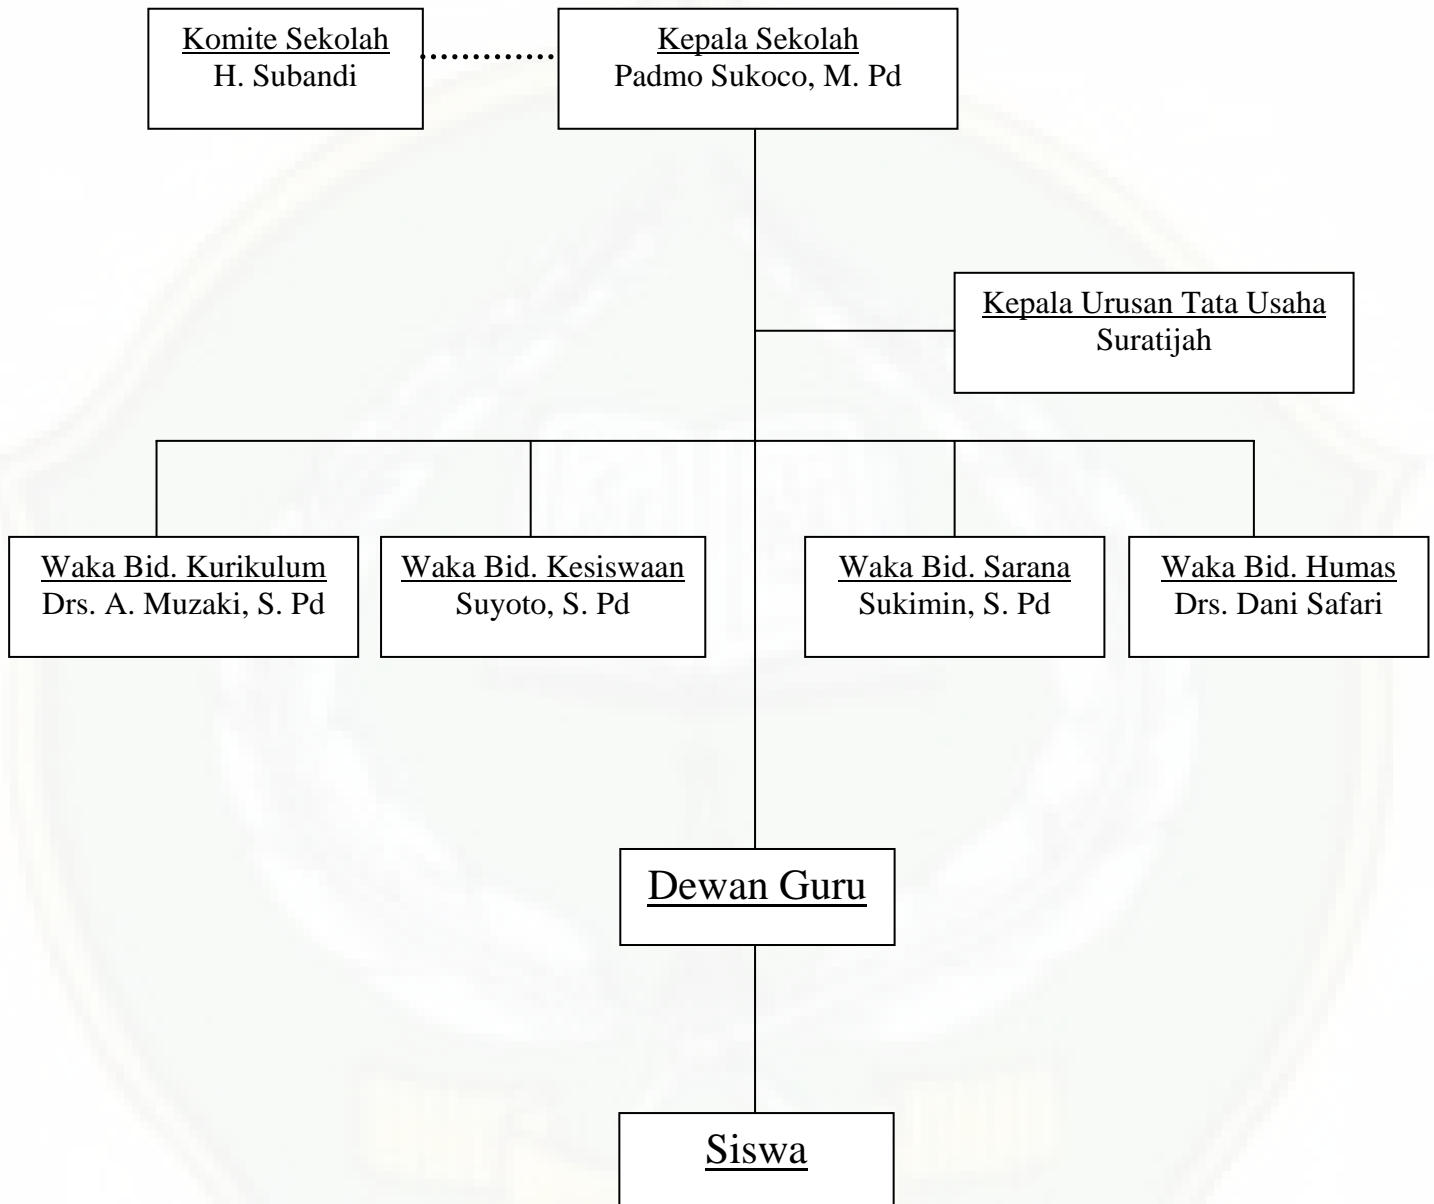 Komite Sekolah
H. Subandi
Kepala Sekolah
Padmo Sukoco, M. Pd
Kepala Urusan Tata Usaha
Suratijah
Waka Bid. Kurikulum
Drs. A. Muzaki, S. Pd
Waka Bid. Kesiswaan
Suyoto, S. Pd
Waka Bid. Sarana
Sukimin, S. Pd
Waka Bid. Humas
Drs. Dani Safari
Dewan Guru
Siswa